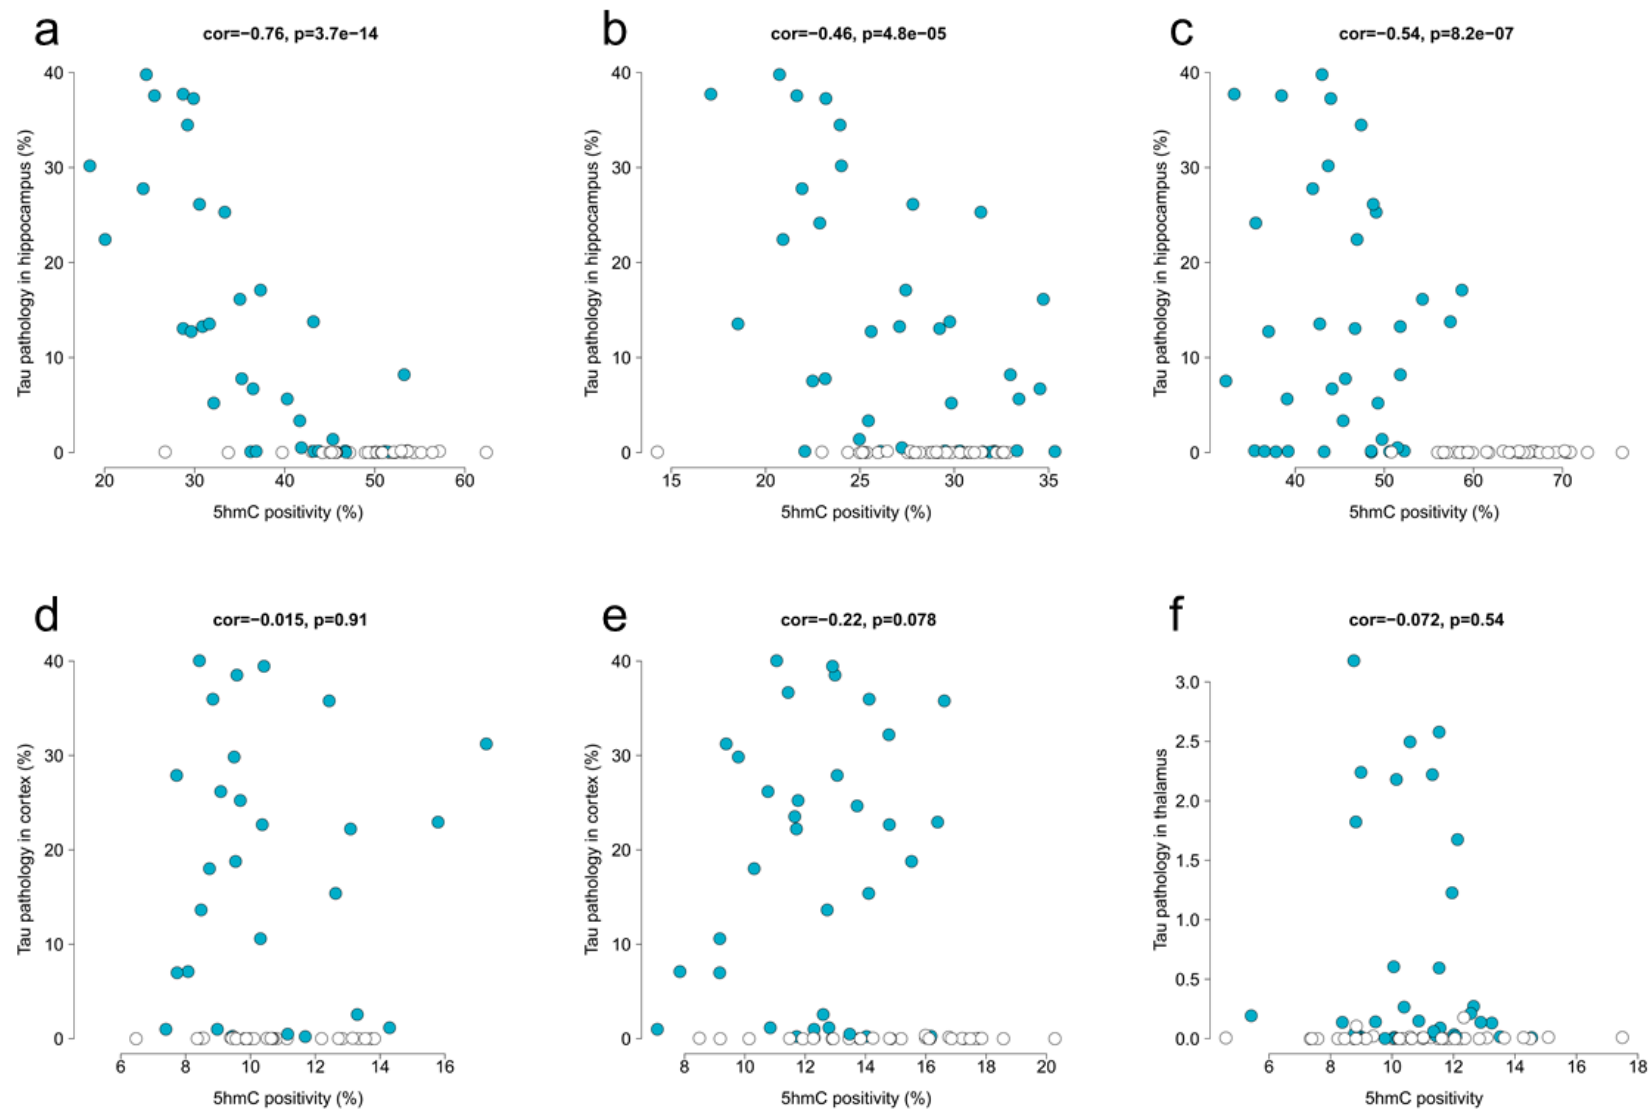 a
cor=−0.76, p=3.7e−14
Tau pathology in hippocampus (%)
40
30
20
10
0
20 30 40 50 60
5hmC positivity (%)
b
cor=−0.46, p=4.8e−05
Tau pathology in hippocampus (%)
40
30
20
10
0
15 20 25 30 35
5hmC positivity (%)
c
cor=−0.54, p=8.2e−07
Tau pathology in hippocampus (%)
40
30
20
10
0
40 50 60 70
5hmC positivity (%)
d
cor=−0.015, p=0.91
Tau pathology in cortex (%)
40
30
20
10
0
6 8 10 12 14 16
5hmC positivity (%)
e
cor=−0.22, p=0.078
Tau pathology in cortex (%)
40
30
20
10
0
8 10 12 14 16 18 20
5hmC positivity (%)
f
cor=−0.072, p=0.54
Tau pathology in thalamus
3.0
2.5
2.0
1.5
1.0
0.5
0.0
6 8 10 12 14 16 18
5hmC positivity